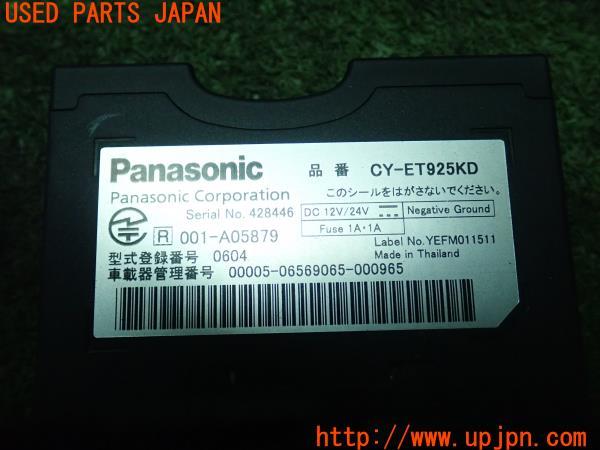 USED PARTS JAPAN
Panasonic
品番 CY-ET925KD
Panasonic Corporation
このシールをはがさないでください。
Serial No. 428446
DC 12V/24V
Negative Ground
Fuse 1A・1A
R 001-A05879
Label No.YEFM011511
型式登録番号 0604
Made in Thailand
車載器管理番号 00005-06569065-000965
http://www.upjpn.com